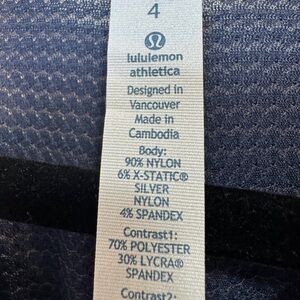 4
lululemon
athletica
Designed in
Vancouver
Made in
Cambodia
Body:
90% NYLON
6% X-STATIC®
SILVER
NYLON
4% SPANDEX
Contrast1:
70% POLYESTER
30% LYCRA®
SPANDEX
Contrast2: